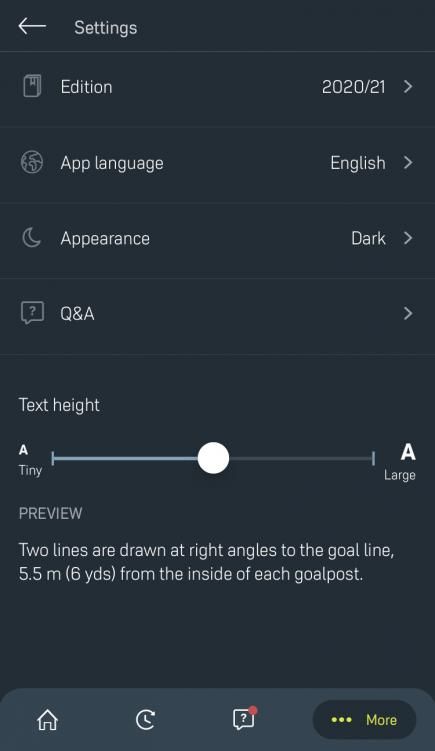 Settings
Edition 2020/21
App language English
Appearance Dark
? Q&A
Text height
A A
Tiny Large
PREVIEW
Two lines are drawn at right angles to the goal line,
5.5 m (6 yds) from the inside of each goalpost.
? More